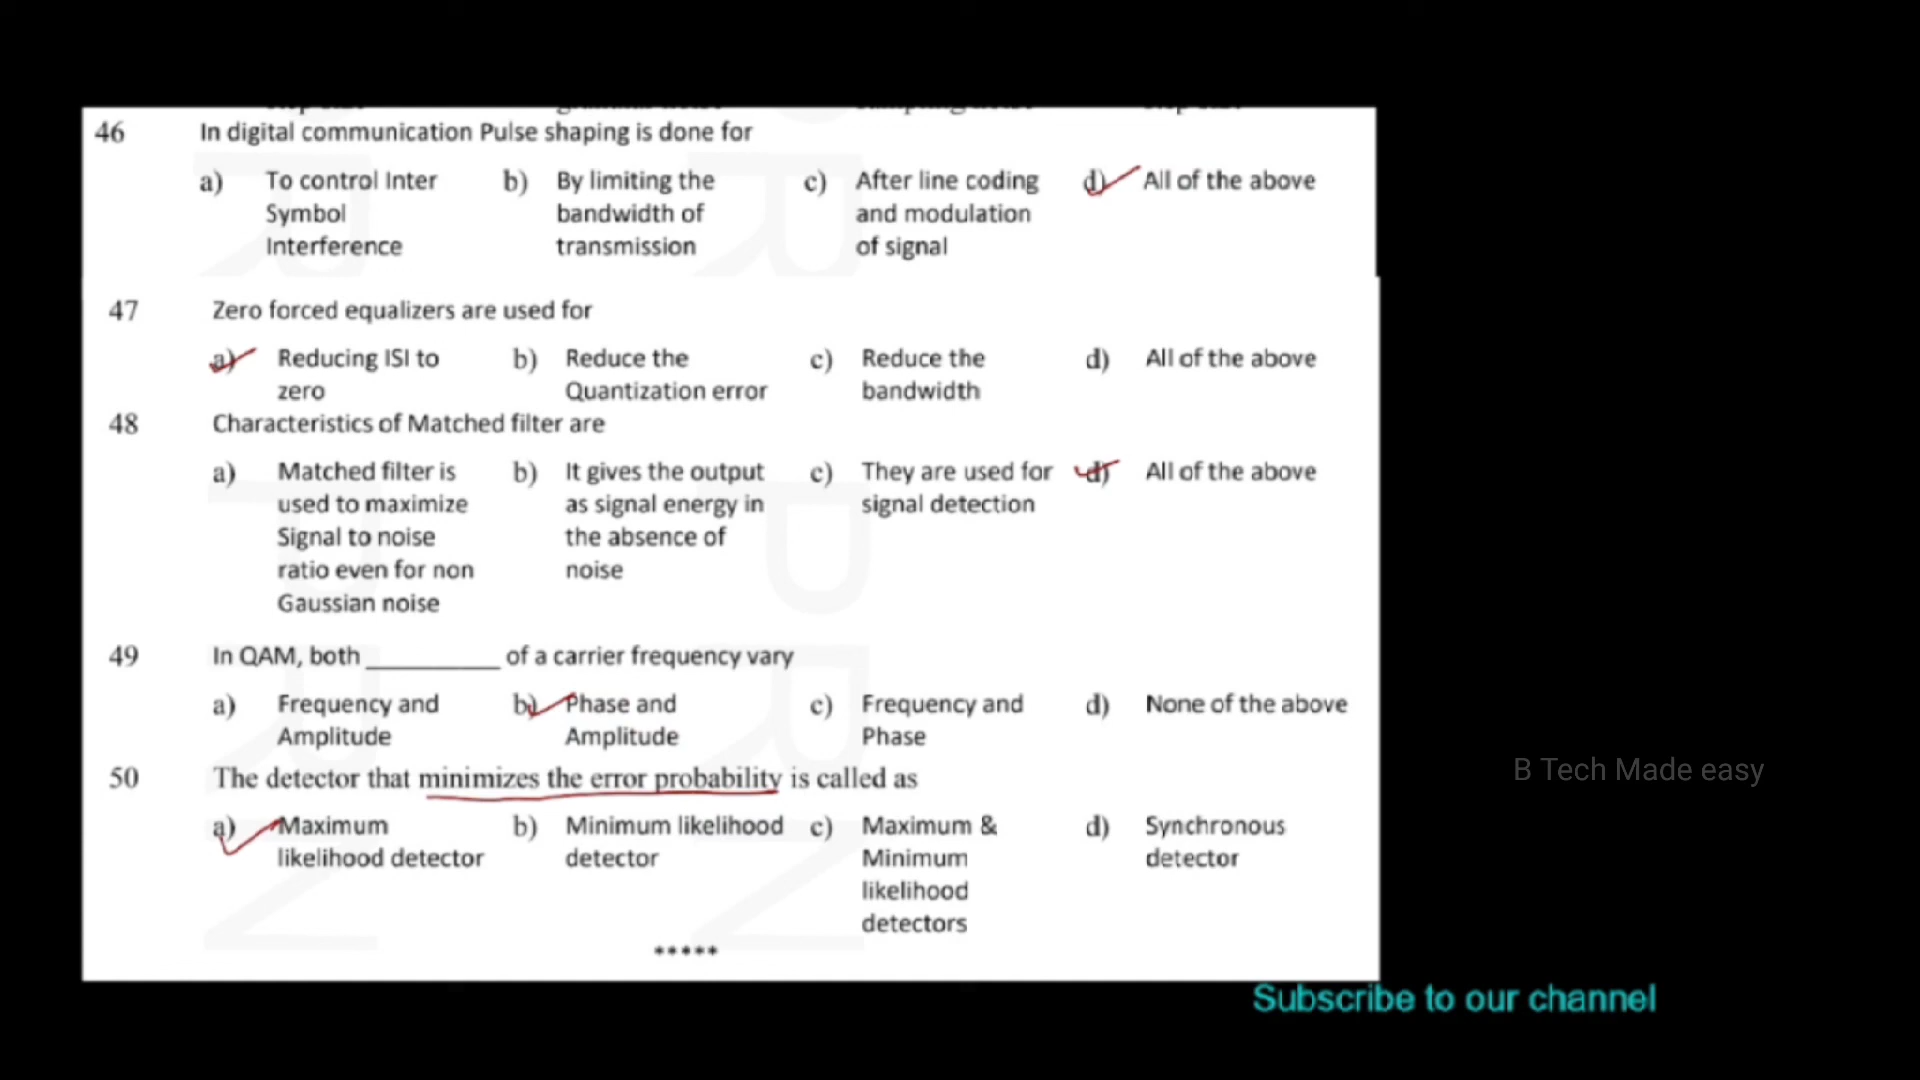 46 In digital communication Pulse shaping is done for
a) To control Inter b) By limiting the c) After line coding d) All of the above
Symbol bandwidth of and modulation
Interference transmission of signal
47 Zero forced equalizers are used for
a) Reducing ISI to b) Reduce the c) Reduce the d) All of the above
zero Quantization error bandwidth
48 Characteristics of Matched filter are
a) Matched filter is b) It gives the output c) They are used for d) All of the above
used to maximize as signal energy in signal detection
Signal to noise the absence of
ratio even for non noise
Gaussian noise
49 In QAM, both __________ of a carrier frequency vary
a) Frequency and b) Phase and c) Frequency and d) None of the above
Amplitude Amplitude Phase
50 The detector that minimizes the error probability is called as
a) Maximum b) Minimum likelihood c) Maximum & d) Synchronous
likelihood detector detector Minimum detector
likelihood
detectors
*****
B Tech Made easy
Subscribe to our channel